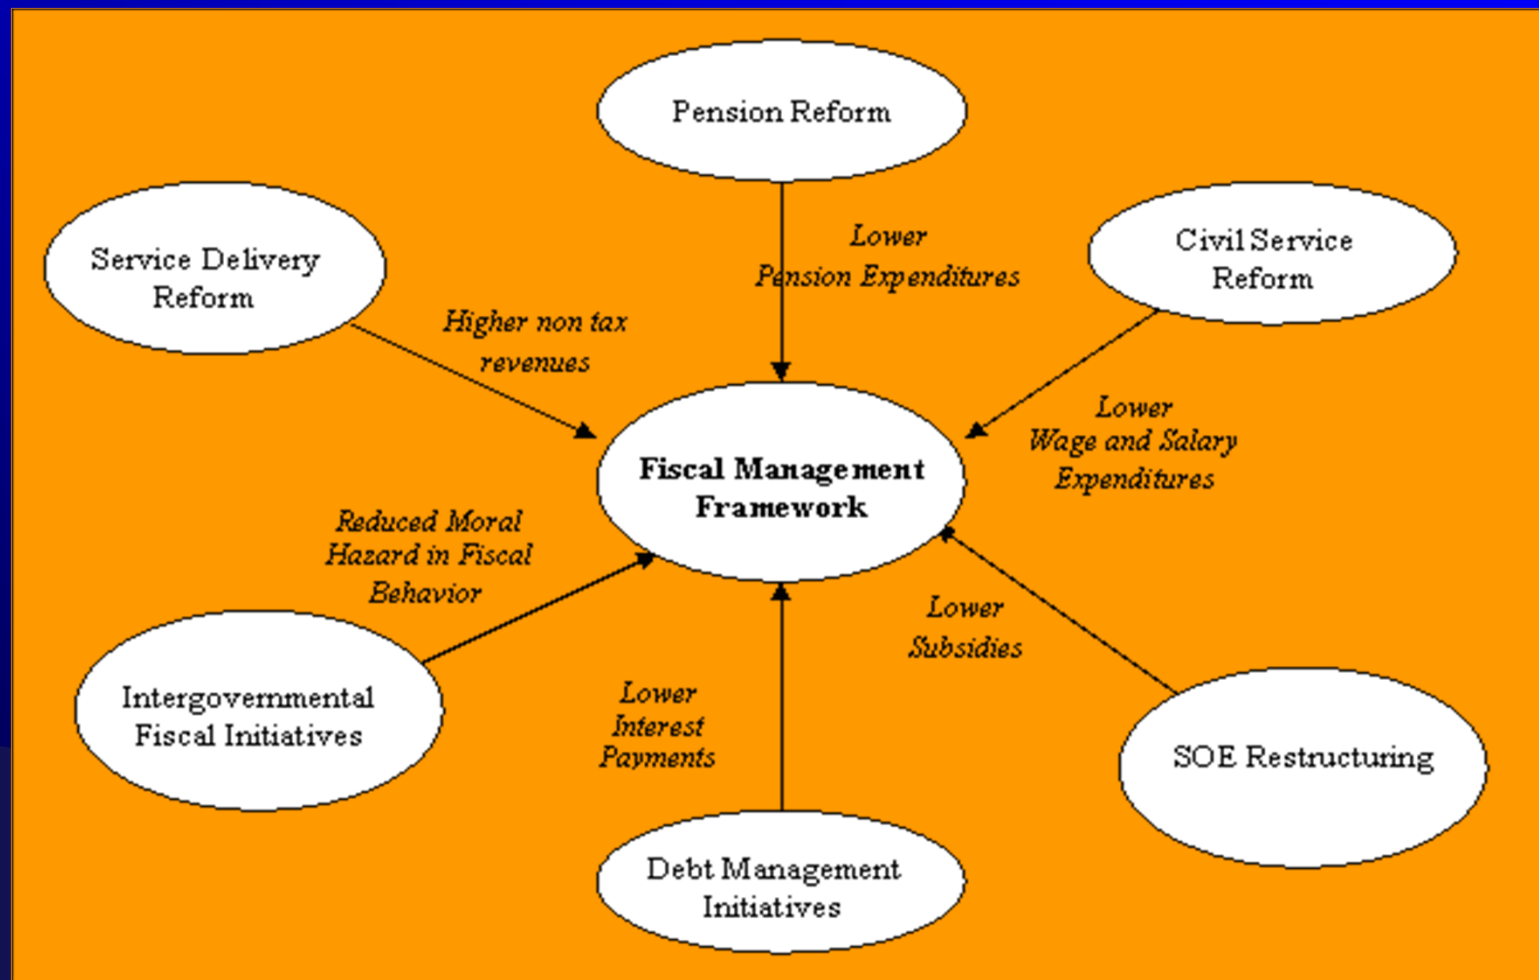 Pension Reform
Lower
Pension Expenditures
Civil Service
Reform
Service Delivery
Reform
Higher non tax
revenues
Lower
Wage and Salary
Expenditures
Fiscal Management
Framework
Reduced Moral
Hazard in Fiscal
Behavior
Lower
Subsidies
Intergovernmental
Fiscal Initiatives
Lower
Interest
Payments
SOE Restructuring
Debt Management
Initiatives